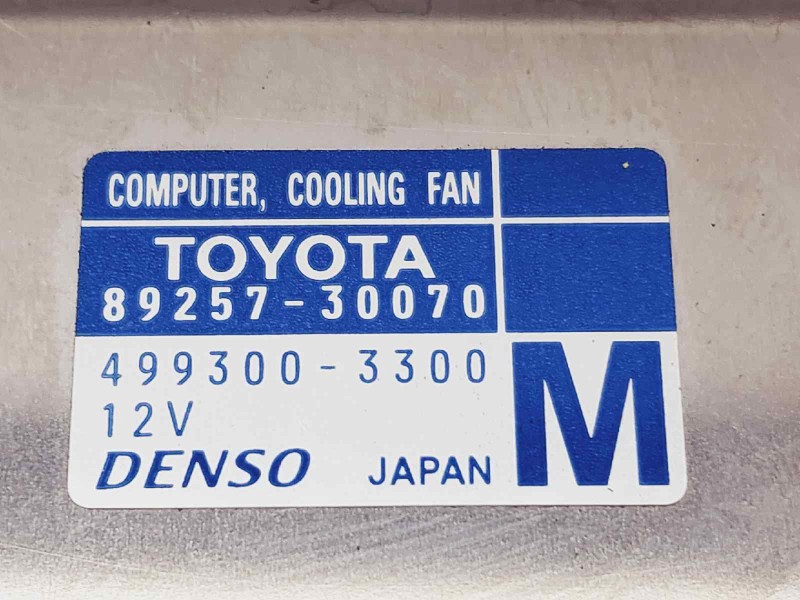 COMPUTER, COOLING FAN
TOYOTA
89257-30070
499300-3300
12V
DENSO JAPAN
M